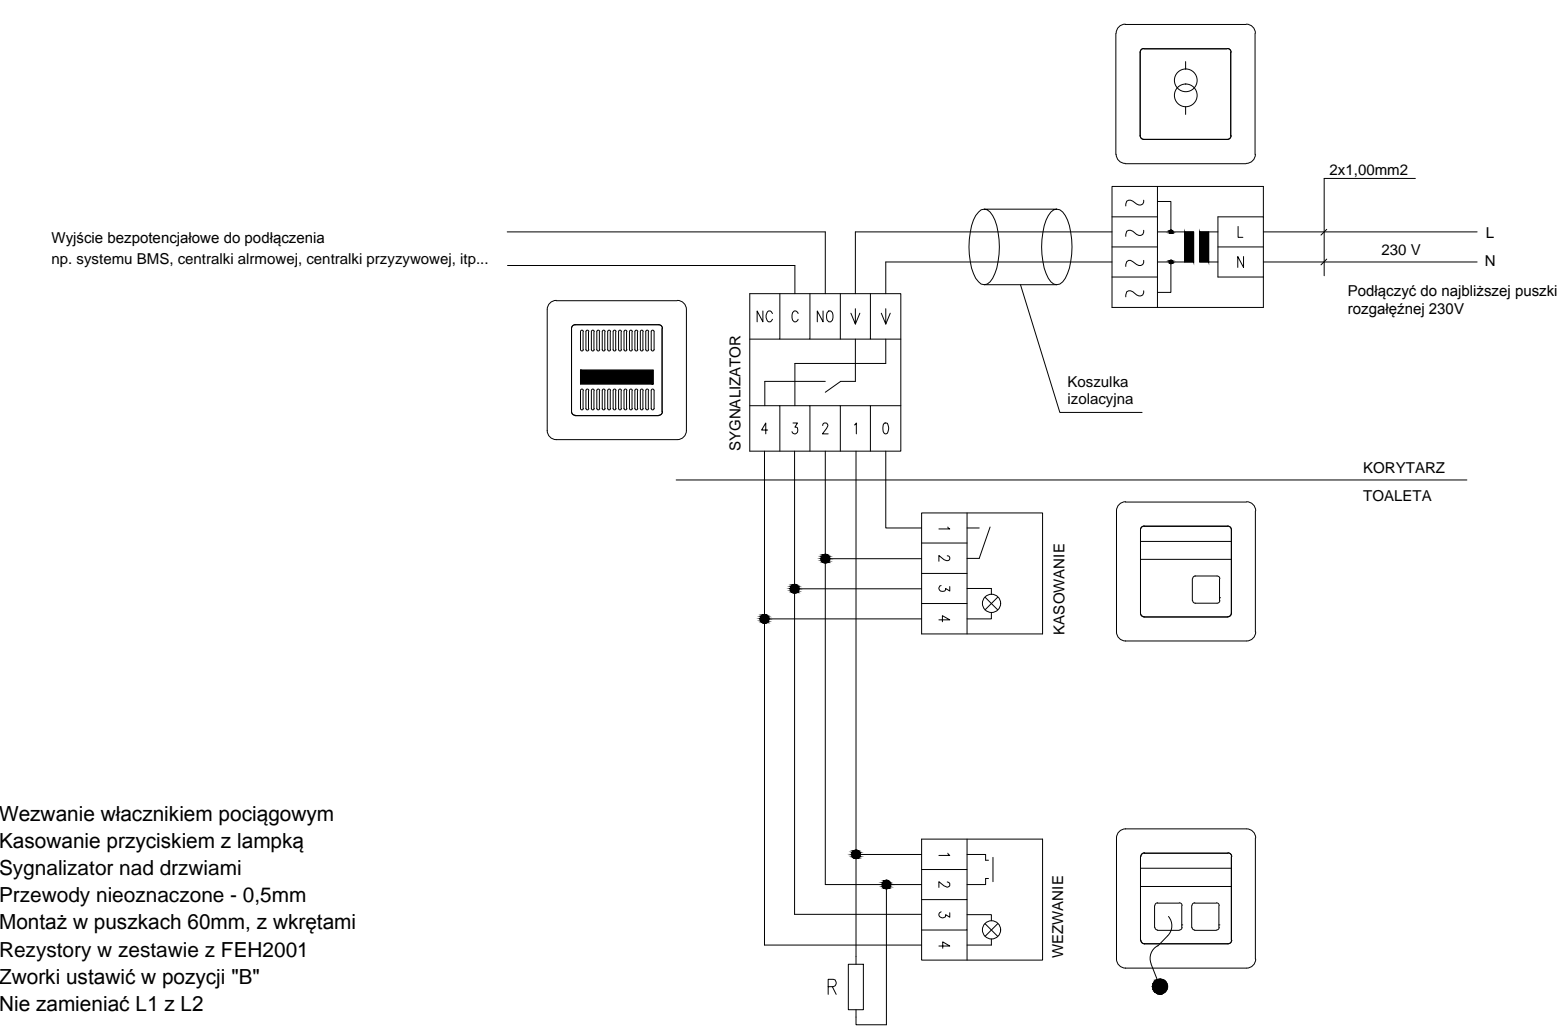 2x1,00mm2
Wyjście bezpotencjałowe do podłączenia
np. systemu BMS, centralki alrmowej, centralki przyzywowej, itp...
L
L
230 V
N
N
Podłączyć do najbliższej puszki
rozgałęźnej 230V
NC C NO
SYGNALIZATOR
Koszulka
izolacyjna
4 3 2 1 0
KORYTARZ
TOALETA
1
2
3
4
KASOWANIE
1
2
3
4
WEZWANIE
R
Wezwanie włacznikiem pociągowym
Kasowanie przyciskiem z lampką
Sygnalizator nad drzwiami
Przewody nieoznaczone - 0,5mm
Montaż w puszkach 60mm, z wkrętami
Rezystory w zestawie z FEH2001
Zworki ustawić w pozycji "B"
Nie zamieniać L1 z L2